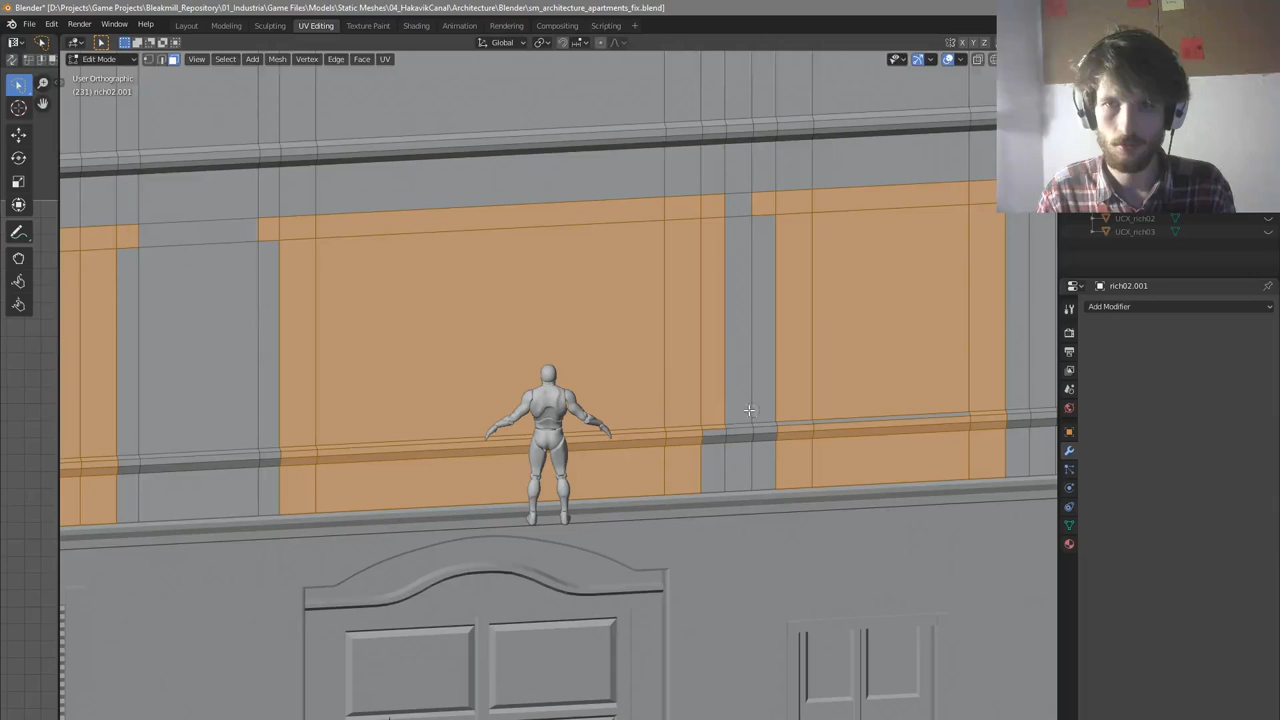 Blender* [D:\Projects\Game Projects\Bleakmill_Repository\01_Industria\Game Files\Models\Static Meshes\04_HakavikCanal\Architecture\Blender\sm_architecture_apartments_fix.blend]
File Edit Render Window Help Layout Modeling Sculpting UV Editing Texture Paint Shading Animation Rendering Compositing Scripting +
Global X Y Z
Edit Mode View Select Add Mesh Vertex Edge Face UV
User Orthographic
(231) rich02.001
UCX_rich02
UCX_rich03
rich02.001
Add Modifier